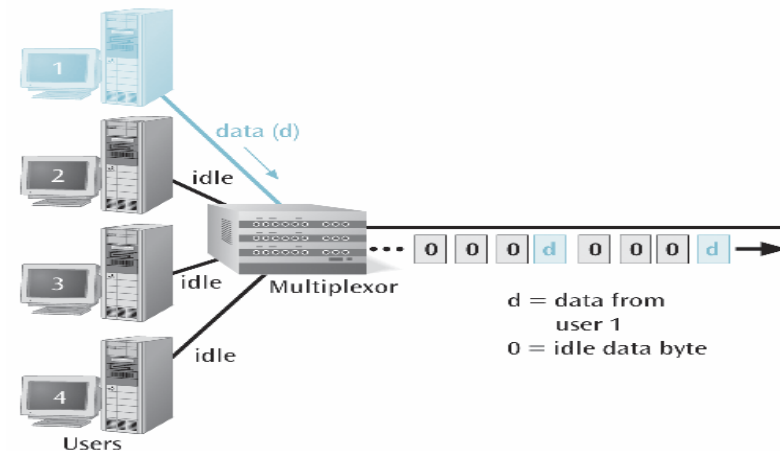 1
data (d)
2
idle
3
idle
Multiplexor
idle
4
Users
••• 0 0 0 d 0 0 0 d
d = data from
user 1
0 = idle data byte